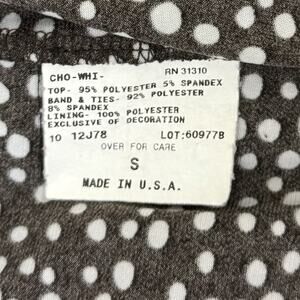 CHO-WHI- RN 31310
TOP- 95% POLYESTER 5% SPANDEX
BAND & TIES- 92% POLYESTER
8% SPANDEX
LINING- 100% POLYESTER
EXCLUSIVE OF DECORATION
10 12J78 LOT:60977B
OVER FOR CARE
S
MADE IN U.S.A.